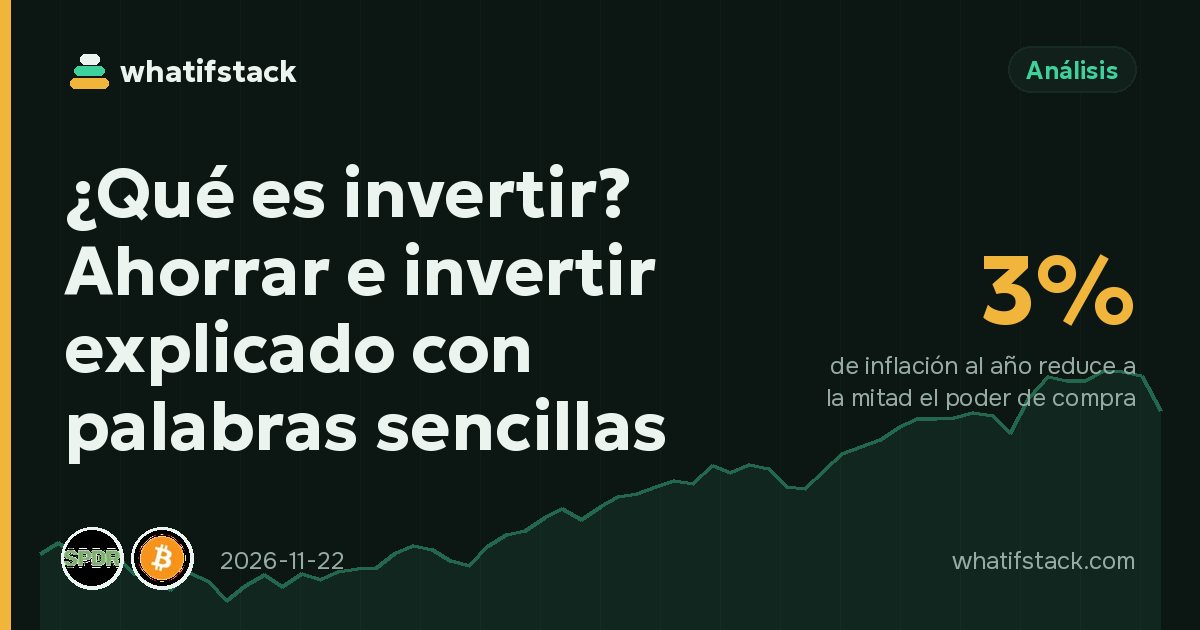 whatifstack
Análisis
¿Qué es invertir?
Ahorrar e invertir
explicado con
palabras sencillas
3%
de inflación al año reduce a
la mitad el poder de compra
SPDR
2026-11-22
whatifstack.com